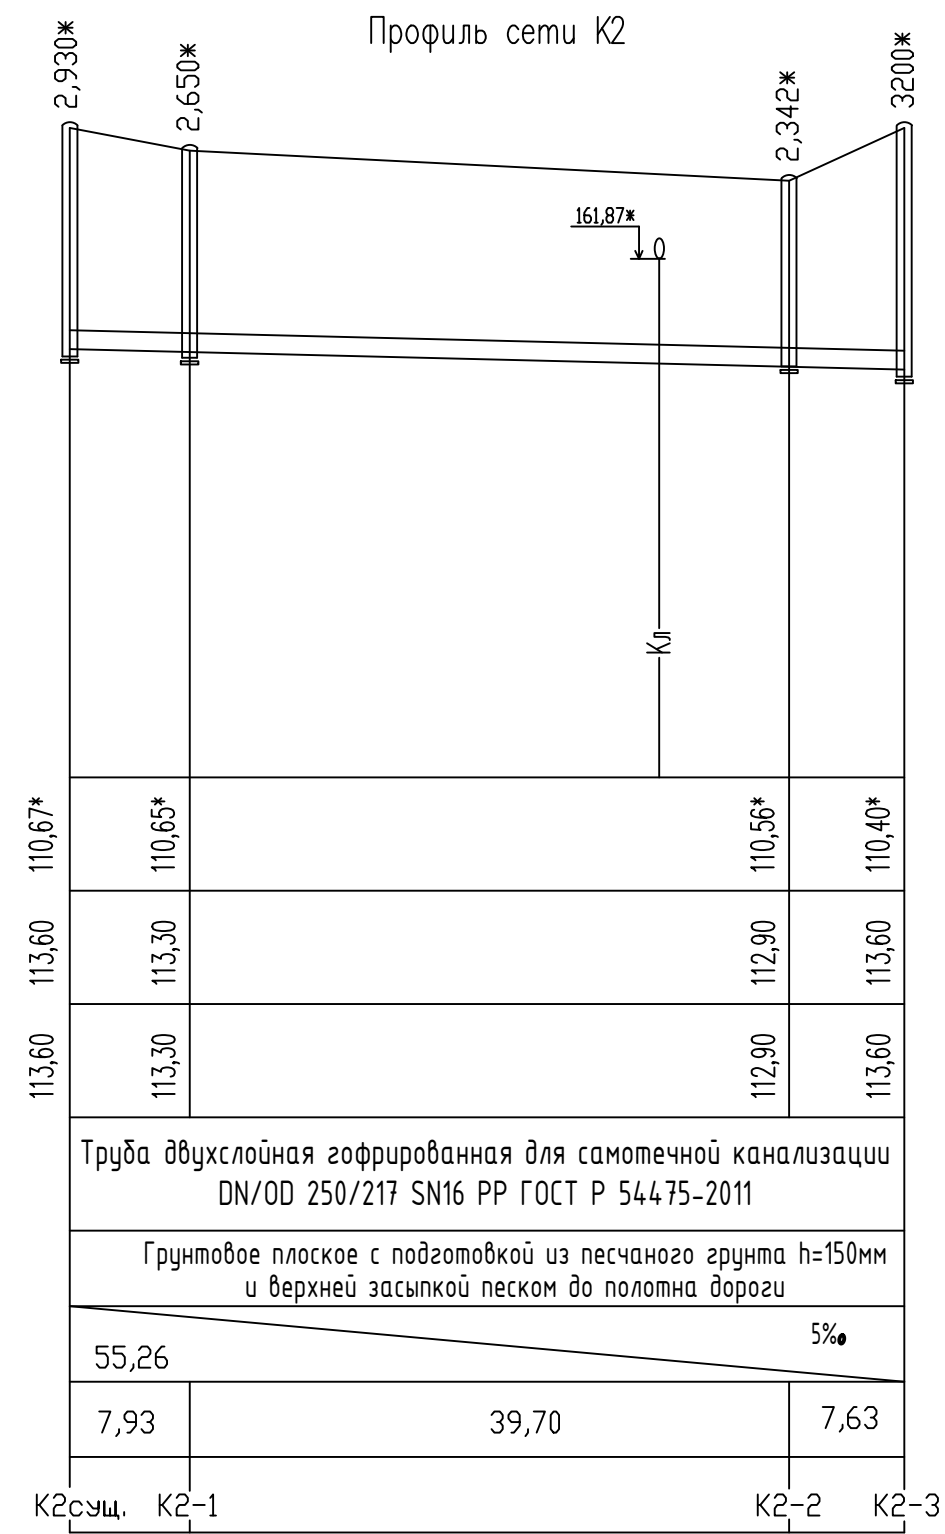 Профиль сети К2
2,930*
2,650*
2,342*
3200*
161,87*
Кл
110,67*
110,65*
110,56*
110,40*
113,60
113,30
112,90
113,60
113,60
113,30
112,90
113,60
Труба двухслойная гофрированная для самотечной канализации
DN/OD 250/217 SN16 PP ГОСТ Р 54475-2011
Грунтовое плоское с подготовкой из песчаного грунта h=150мм
и верхней засыпкой песком до полотна дороги
5‰
55,26
7,93
39,70
7,63
К2сущ.
К2-1
К2-2
К2-3